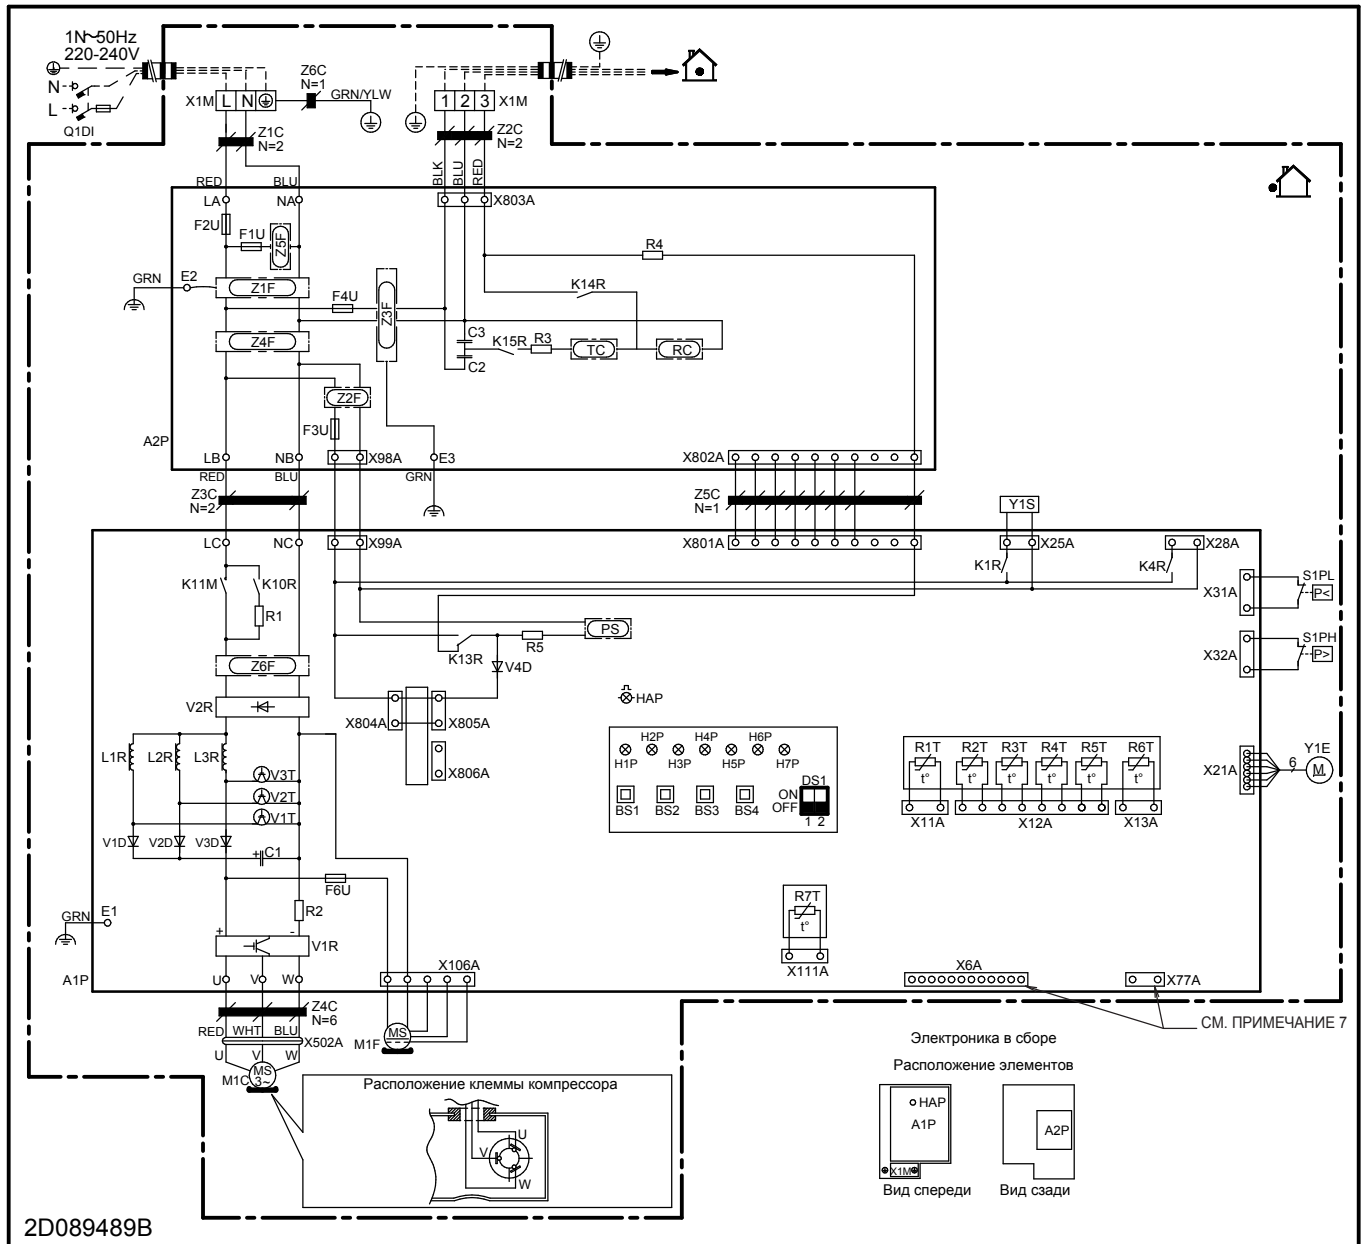 1N~50Hz
220-240V
N
L
Q1DI
X1M L N
Z6C
N=1
GRN/YLW
1 2 3 X1M
Z1C
N=2
Z2C
N=2
RED BLU
BLK BLU RED
LA NA
X803A
F2U
F1U
Z5F
R4
GRN E2
Z1F
K14R
F4U
Z3F
Z4F
C3
K15R R3 TC RC
C2
Z2F
F3U
A2P
LB NB X98A E3
X802A
RED BLU
GRN
Z3C
N=2
Z5C
N=1
Y1S
LC NC X99A
X801A
X25A X28A
K11M K10R
K1R K4R
S1PL
X31A P<
R1
PS
R5
K13R
V4D
S1PH
X32A P>
Z6F
HAP
V2R
X804A X805A
X806A
L1R L2R L3R
V3T
V2T
V1T
H2P H4P H6P
H1P H3P H5P H7P
DS1
ON
OFF
BS1 BS2 BS3 BS4
1 2
R1T R2T R3T R4T R5T R6T
t° t° t° t° t° t°
X11A X12A X13A
Y1E
X21A 6 M
V1D V2D V3D
+ C1
F6U
R2
R7T
t°
X111A
GRN E1
+ -
V1R
A1P
U V W
X106A
X6A
X77A
Z4C
N=6
RED WHT BLU
X502A
U V W
MS
M1F
MS
3~
M1C
СМ. ПРИМЕЧАНИЕ 7
Электроника в сборе
Расположение элементов
Расположение клеммы компрессора
U
V
W
HAP
A1P
X1M
A2P
Вид спереди Вид сзади
2D089489B